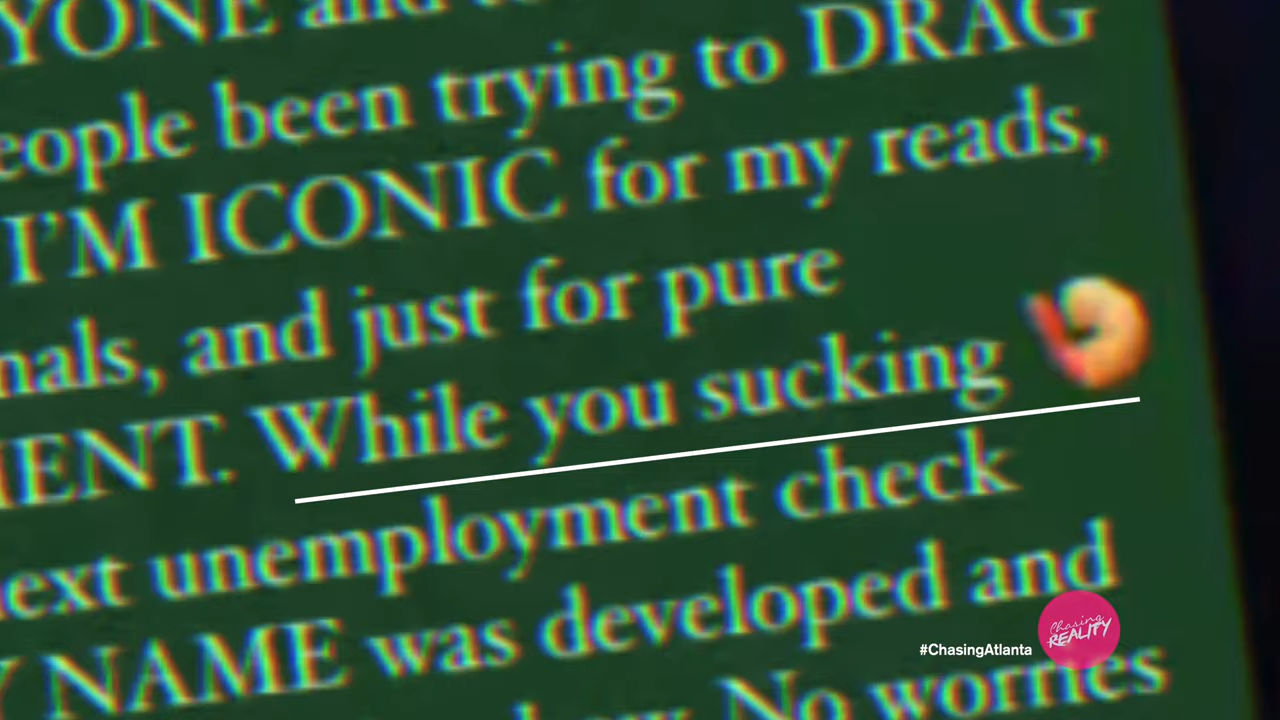 YONE and
eople been trying to DRAG
I'M ICONIC for my reads,
nals, and just for pure
MENT. While you sucking 🍤
ext unemployment check
Y NAME was developed and
No worries
#ChasingAtlanta
Chasing
REALITY